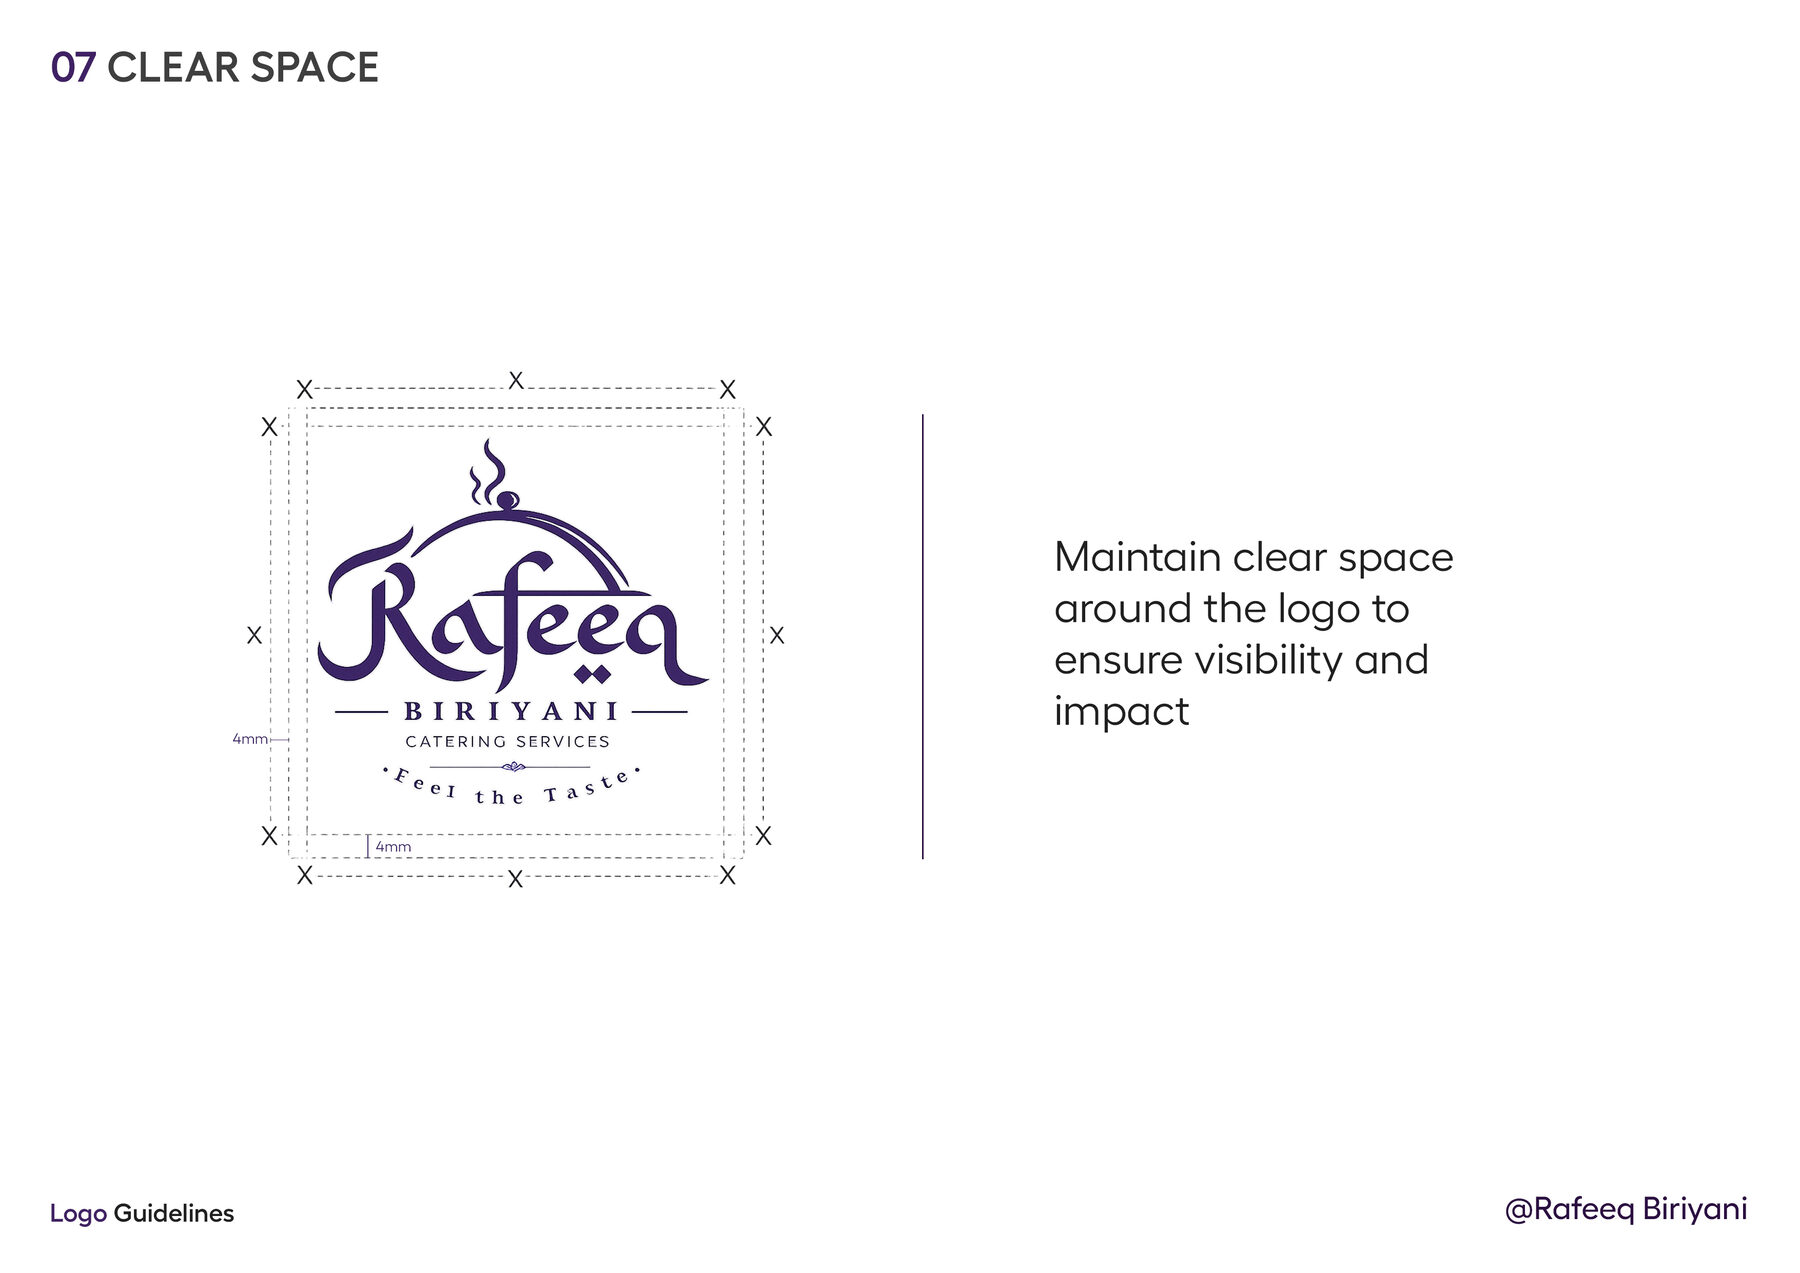 07 CLEAR SPACE
X X X
X X
Rafeeq
X X
BIRIYANI
4mm
CATERING SERVICES
• Feel the Taste •
X X
4mm
X X X
Maintain clear space
around the logo to
ensure visibility and
impact
Logo Guidelines
@Rafeeq Biriyani